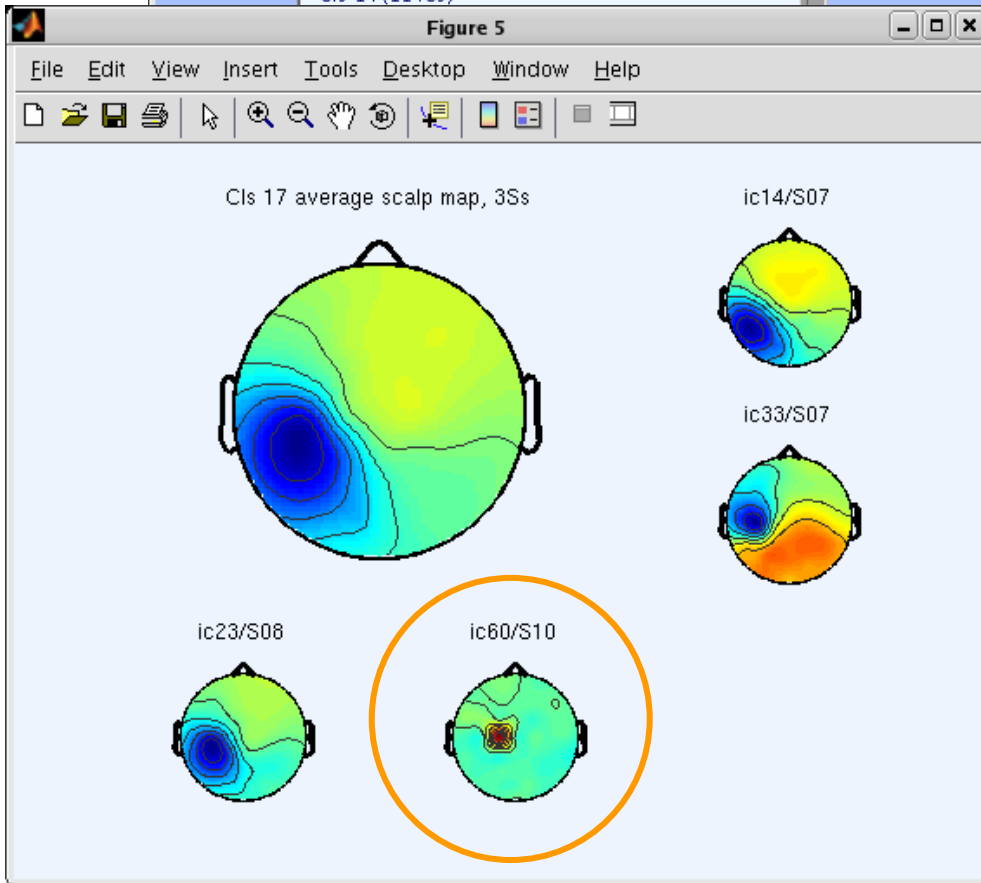 Figure 5
File Edit View Insert Tools Desktop Window Help
Cls 17 average scalp map, 3Ss
ic14/S07
ic33/S07
ic23/S08
ic60/S10